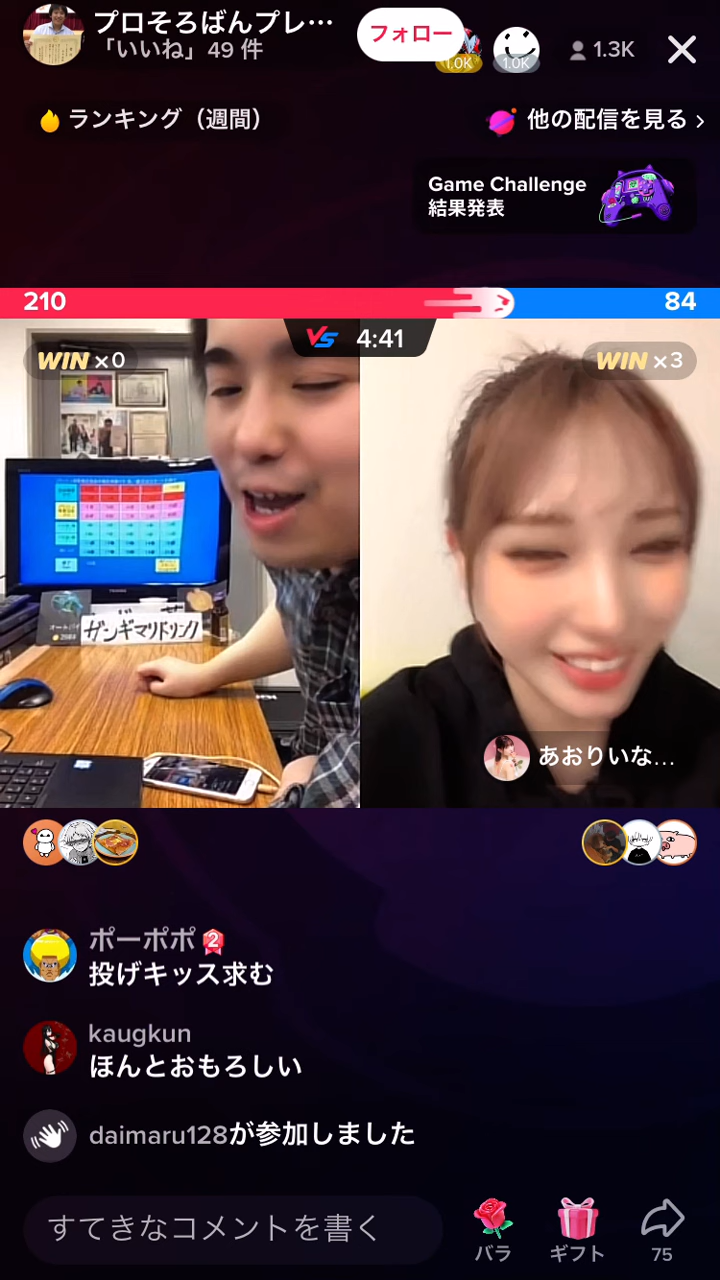 プロそろばんプレ…
「いいね」49 件
フォロー
1.0K
1.0K
1.3K
ランキング（週間）
他の配信を見る ›
Game Challenge
結果発表
210
84
VS 4:41
WIN ×0
WIN ×3
ガンギマリドリンク
あおりいな…
ポーポポ 2
投げキッス求む
kaugkun
ほんとおもろしい
daimaru128が参加しました
すてきなコメントを書く
バラ
ギフト
75